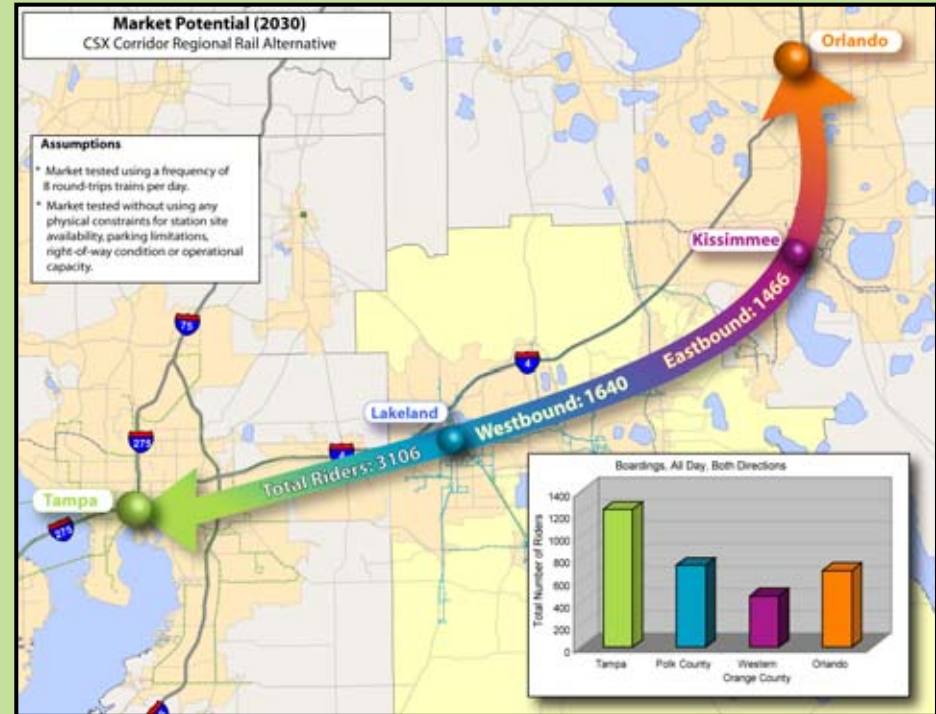 Market Potential (2030)
CSX Corridor Regional Rail Alternative
Orlando
Assumptions
* Market tested using a frequency of
8 round-trips trains per day.
* Market tested without using any
physical constraints for station site
availability, parking limitations,
right-of-way condition or operational
capacity.
Kissimmee
Eastbound: 1466
75
4
Westbound: 1640
Lakeland
275
4
Total Riders: 3106
Tampa
275
Boardings, All Day, Both Directions
Total Number of Riders
1400
1200
1000
800
600
400
200
0
Tampa
Polk County
Western
Orange County
Orlando